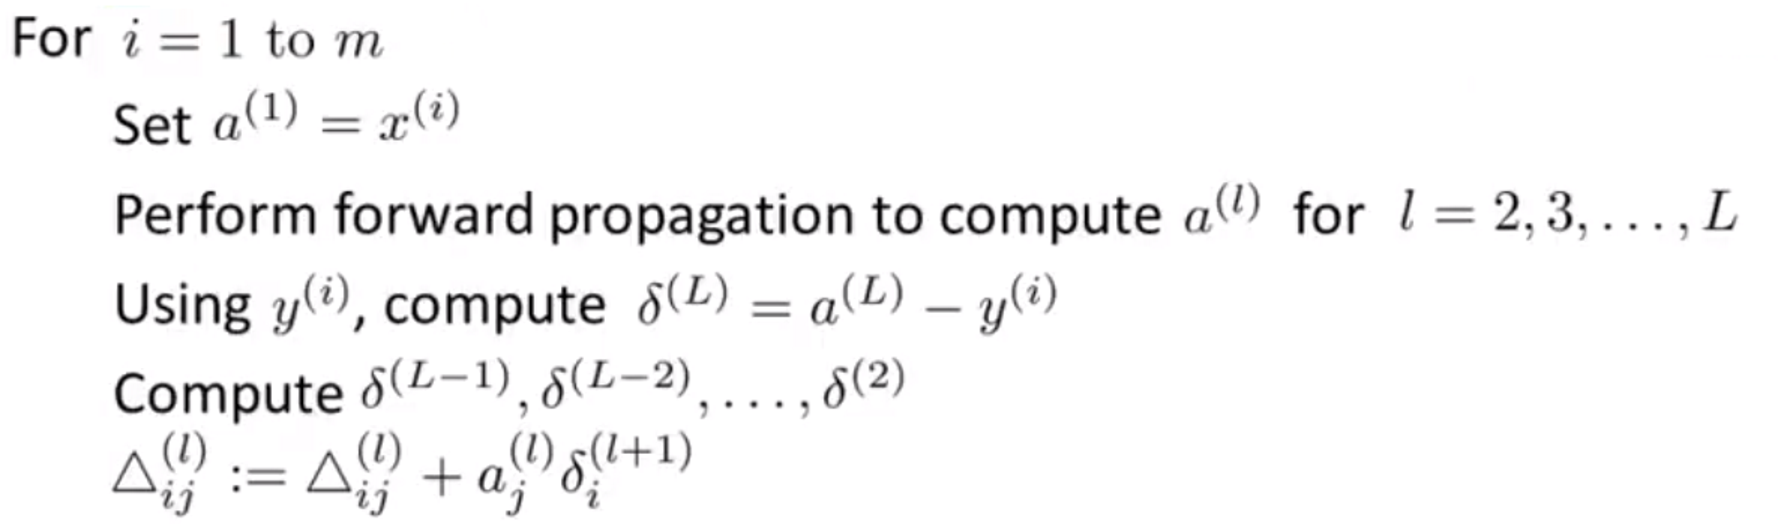 For $i = 1$ to $m$
Set $a^{(1)} = x^{(i)}$
Perform forward propagation to compute $a^{(l)}$ for $l = 2, 3, \ldots, L$
Using $y^{(i)}$, compute $\delta^{(L)} = a^{(L)} - y^{(i)}$
Compute $\delta^{(L-1)}, \delta^{(L-2)}, \ldots, \delta^{(2)}$
$\triangle_{ij}^{(l)} := \triangle_{ij}^{(l)} + a_j^{(l)} \delta_i^{(l+1)}$